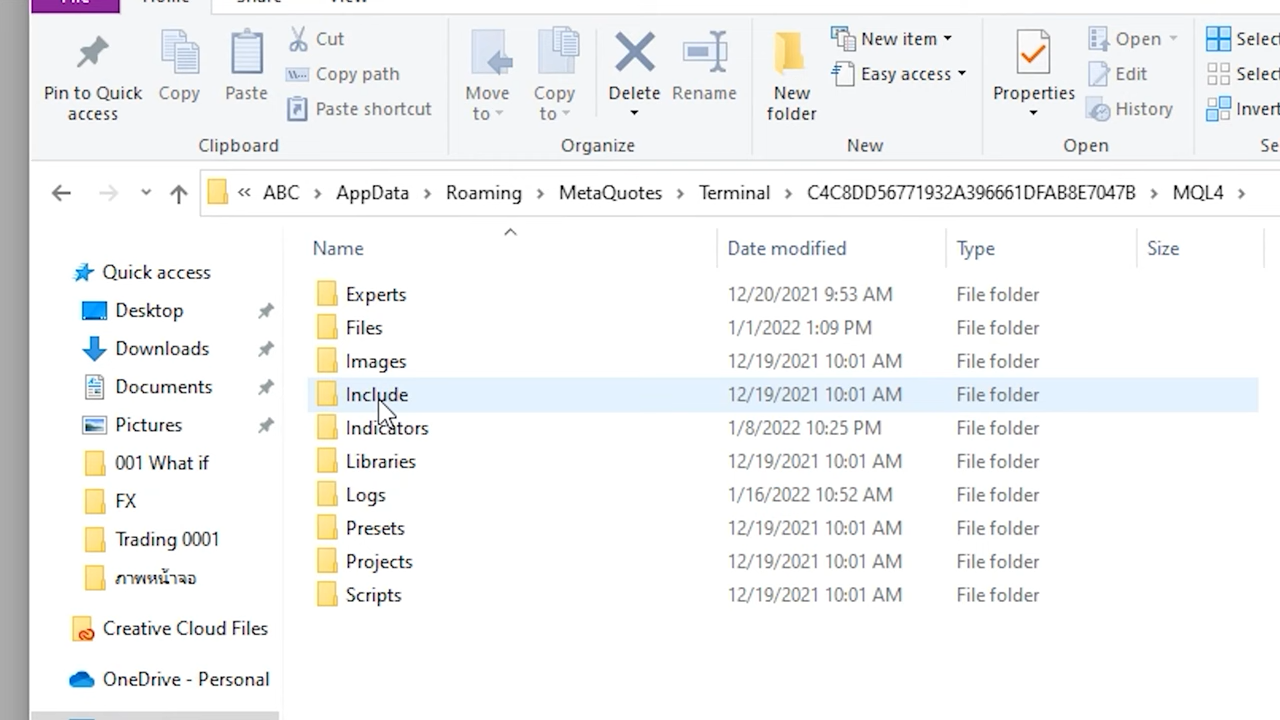 File Home Share View
Pin to Quick access
Copy
Paste
Cut
Copy path
Paste shortcut
Clipboard
Move to
Copy to
Delete
Rename
Organize
New folder
New item
Easy access
New
Properties
Open
Edit
History
Open
Select
Select
Invert
Se
« ABC > AppData > Roaming > MetaQuotes > Terminal > C4C8DD56771932A396661DFAB8E7047B > MQL4 >
Quick access
Desktop
Downloads
Documents
Pictures
001 What if
FX
Trading 0001
ภาพหน้าจอ
Creative Cloud Files
OneDrive - Personal
Name Date modified Type Size
Experts 12/20/2021 9:53 AM File folder
Files 1/1/2022 1:09 PM File folder
Images 12/19/2021 10:01 AM File folder
Include 12/19/2021 10:01 AM File folder
Indicators 1/8/2022 10:25 PM File folder
Libraries 12/19/2021 10:01 AM File folder
Logs 1/16/2022 10:52 AM File folder
Presets 12/19/2021 10:01 AM File folder
Projects 12/19/2021 10:01 AM File folder
Scripts 12/19/2021 10:01 AM File folder